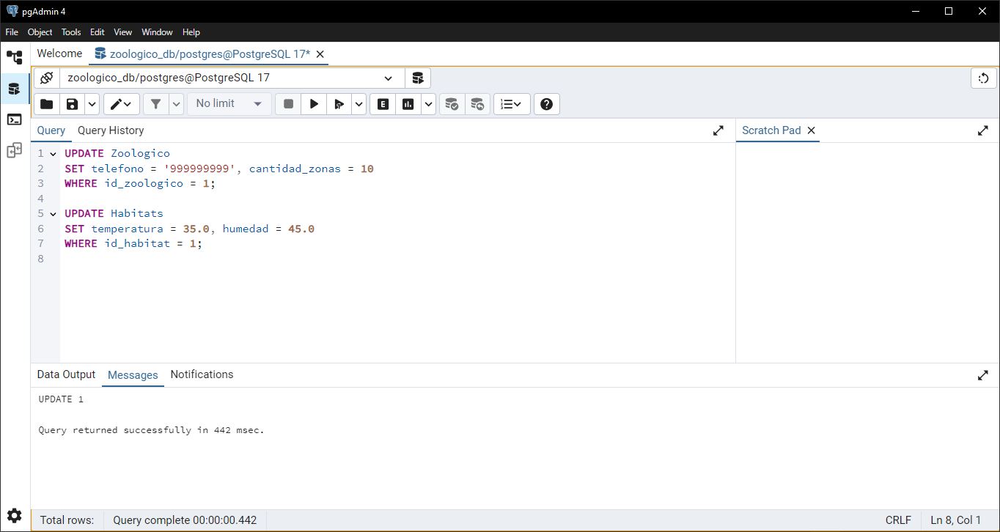 pgAdmin 4
File Object Tools Edit View Window Help
Welcome zoologico_db/postgres@PostgreSQL 17*
zoologico_db/postgres@PostgreSQL 17
No limit
E
Query Query History
Scratch Pad
1 UPDATE Zoologico
2 SET telefono = '999999999', cantidad_zonas = 10
3 WHERE id_zoologico = 1;
4
5 UPDATE Habitats
6 SET temperatura = 35.0, humedad = 45.0
7 WHERE id_habitat = 1;
8
Data Output Messages Notifications
UPDATE 1
Query returned successfully in 442 msec.
Total rows: Query complete 00:00:00.442 CRLF Ln 8, Col 1